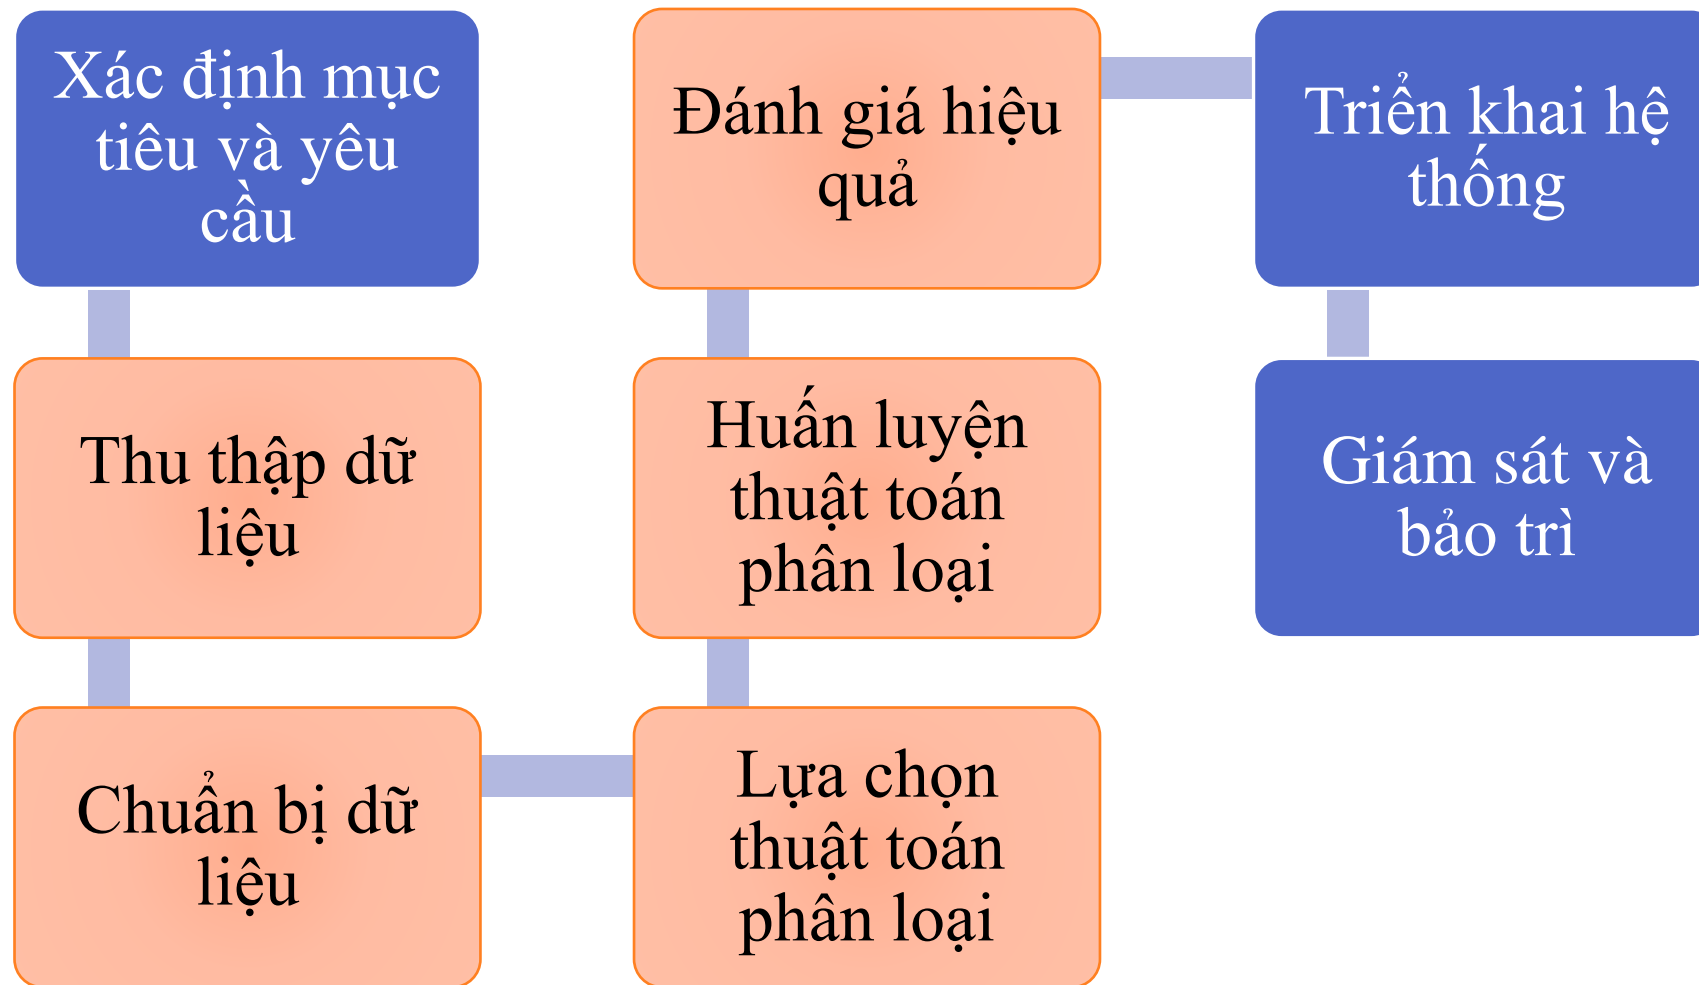 Xác định mục
tiêu và yêu
cầu
Thu thập dữ
liệu
Chuẩn bị dữ
liệu
Lựa chọn
thuật toán
phân loại
Huấn luyện
thuật toán
phân loại
Đánh giá hiệu
quả
Triển khai hệ
thống
Giám sát và
bảo trì